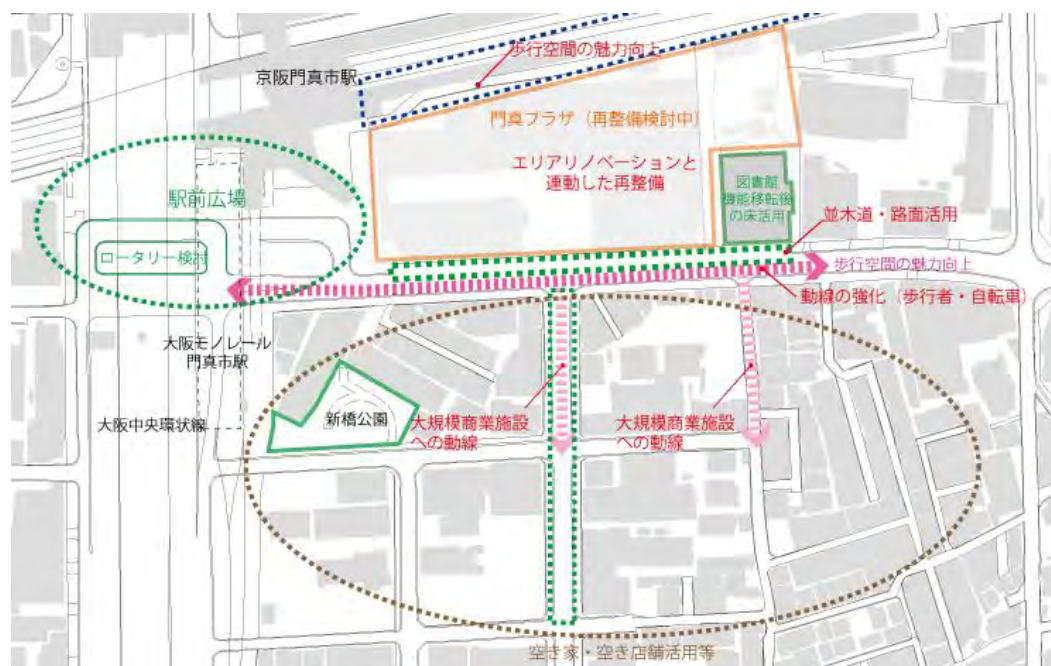 歩行空間の魅力向上
京阪門真市駅
門真プラザ（再整備検討中）
エリアリノベーションと
連動した再整備
図書館
機能移転後
の床活用
駅前広場
並木道・路面活用
ロータリー検討
歩行空間の魅力向上
動線の強化（歩行者・自転車）
大阪モノレール
門真市駅
新橋公園
大阪中央環状線
大規模商業施設
への動線
大規模商業施設
への動線
空き家・空き店舗活用等